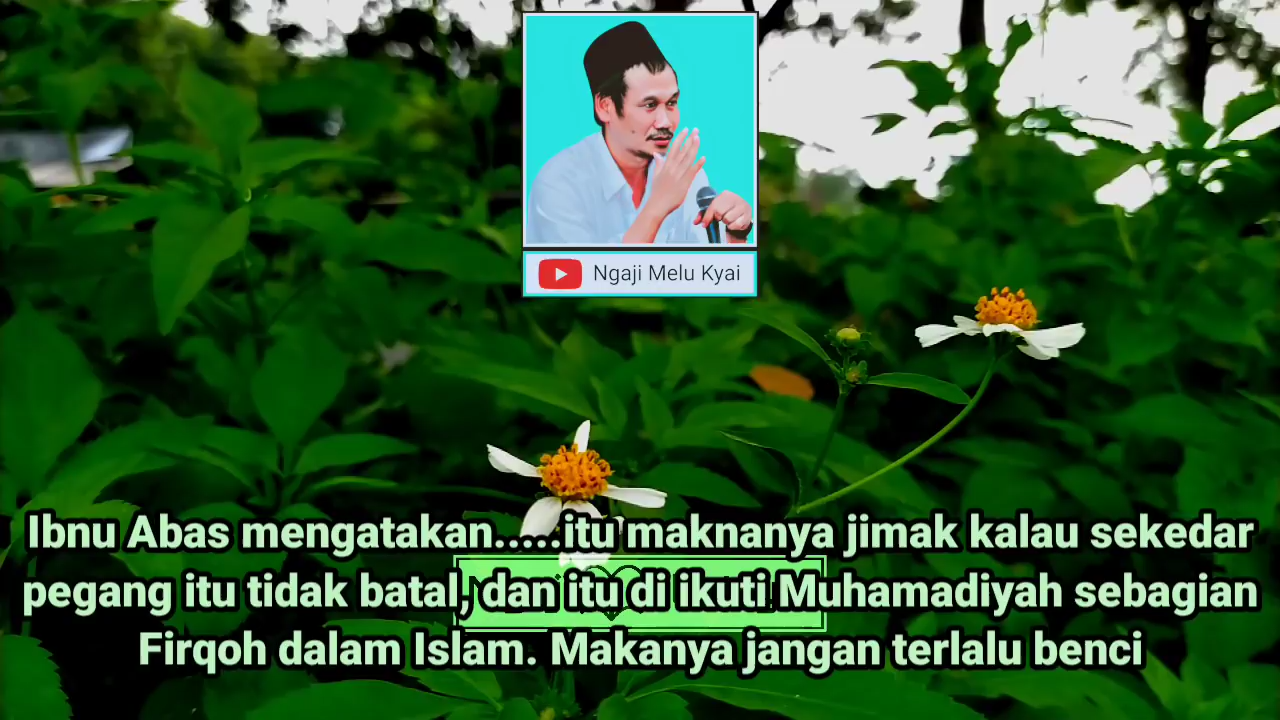 Ngaji Melu Kyai
Ibnu Abas mengatakan.....itu maknanya jimak kalau sekedar
pegang itu tidak batal, dan itu di ikuti Muhamadiyah sebagian
Firqoh dalam Islam. Makanya jangan terlalu benci